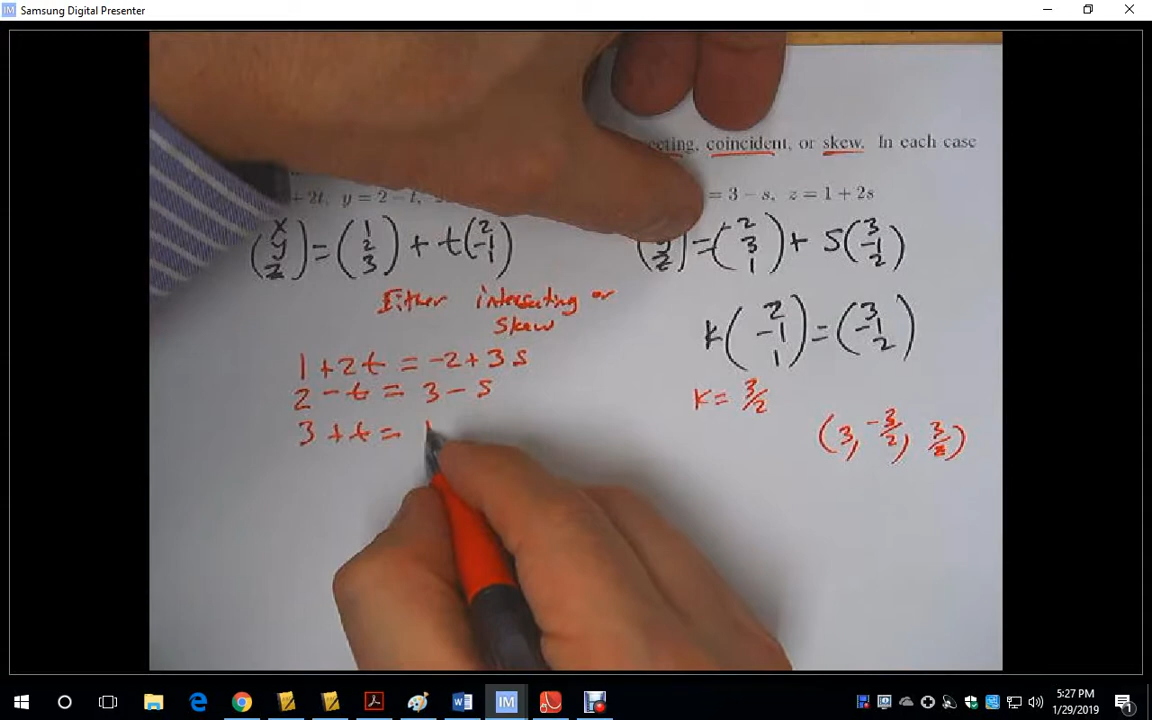 Samsung Digital Presenter
coincident, or skew. In each case
+ 2t, y = 2 − t, = 3 − s, z = 1 + 2s
(x y z) = (1 2 3) + t(2 -1 1)
(y z) = (-2 3 1) + s(3 -1 2)
Either intersecting or
skew
k(2 -1 1) = (3 -1 2)
1 + 2t = -2 + 3s
2 - t = 3 - s
3 + t = 1
k = 3/2
(3, -3/2, 3/2)
5:27 PM
1/29/2019